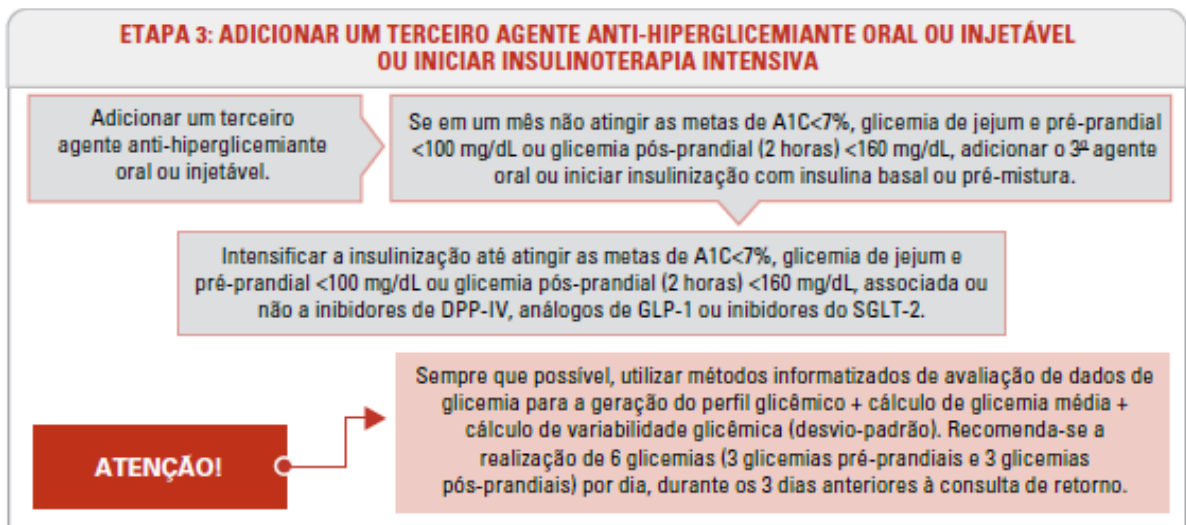 ETAPA 3: ADICIONAR UM TERCEIRO AGENTE ANTI-HIPERGLICEMIANTE ORAL OU INJETÁVEL
OU INICIAR INSULINOTERAPIA INTENSIVA
Adicionar um terceiro
agente anti-hiperglicemiante
oral ou injetável.
Se em um mês não atingir as metas de A1C<7%, glicemia de jejum e pré-prandial
<100 mg/dL ou glicemia pós-prandial (2 horas) <160 mg/dL, adicionar o 3º agente
oral ou iniciar insulinização com insulina basal ou pré-mistura.
Intensificar a insulinização até atingir as metas de A1C<7%, glicemia de jejum e
pré-prandial <100 mg/dL ou glicemia pós-prandial (2 horas) <160 mg/dL, associada ou
não a inibidores de DPP-IV, análogos de GLP-1 ou inibidores do SGLT-2.
ATENÇÃO!
Sempre que possível, utilizar métodos informatizados de avaliação de dados de
glicemia para a geração do perfil glicêmico + cálculo de glicemia média +
cálculo de variabilidade glicêmica (desvio-padrão). Recomenda-se a
realização de 6 glicemias (3 glicemias pré-prandiais e 3 glicemias
pós-prandiais) por dia, durante os 3 dias anteriores à consulta de retorno.